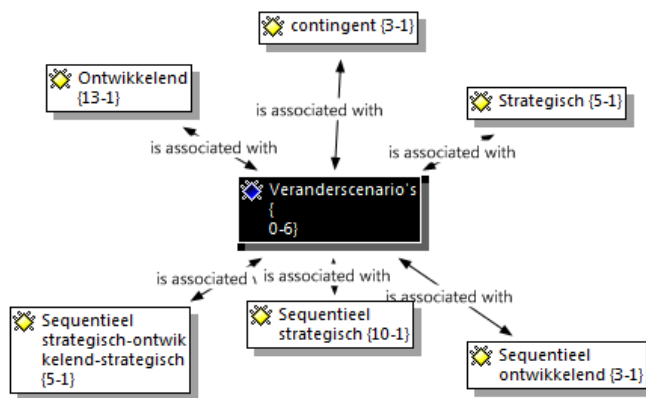 contingent {3-1}
Ontwikkelend
{13-1}
Strategisch {5-1}
is associated with
is associated with
is associated with
Veranderscenario's
{
0-6}
is associated
is associated with
is associated with
Sequentieel
strategisch-ontwik
kelend-strategisch
{5-1}
Sequentieel
strategisch {10-1}
Sequentieel
ontwikkelend {3-1}